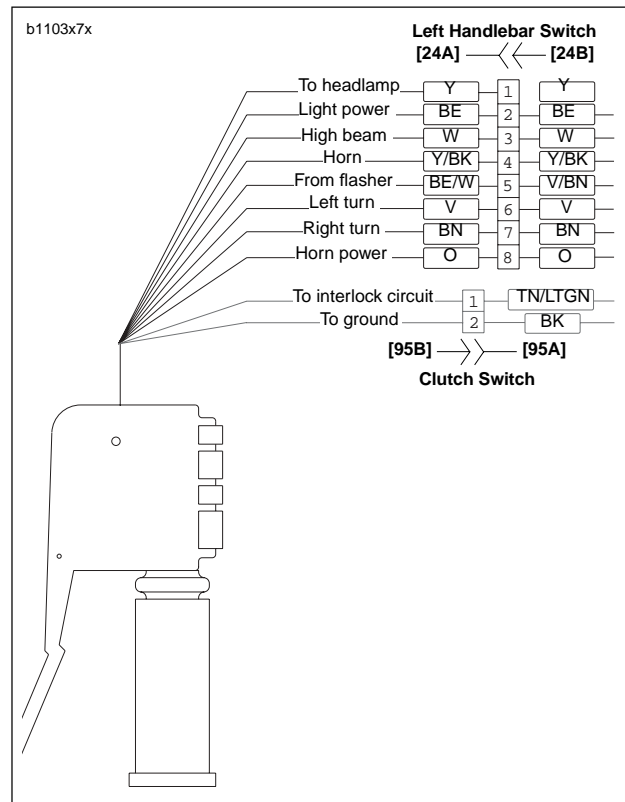 b1103x7x
Left Handlebar Switch
[24A] [24B]
To headlamp Y 1 Y
Light power BE 2 BE
High beam W 3 W
Horn Y/BK 4 Y/BK
From flasher BE/W 5 V/BN
Left turn V 6 V
Right turn BN 7 BN
Horn power O 8 O
To interlock circuit 1 TN/LTGN
To ground 2 BK
[95B] [95A]
Clutch Switch